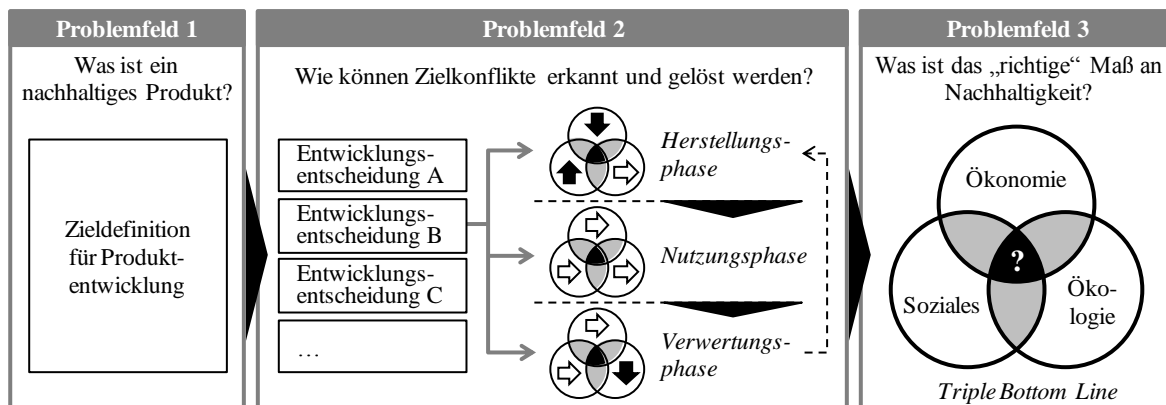 Problemfeld 1
Was ist ein
nachhaltiges Produkt?
Zieldefinition
für Produkt-
entwicklung
Problemfeld 2
Wie können Zielkonflikte erkannt und gelöst werden?
Entwicklungs-
entscheidung A
Entwicklungs-
entscheidung B
Entwicklungs-
entscheidung C
…
Herstellungs-
phase
Nutzungsphase
Verwertungs-
phase
Problemfeld 3
Was ist das „richtige“ Maß an
Nachhaltigkeit?
Ökonomie
?
Soziales
Öko-
logie
Triple Bottom Line